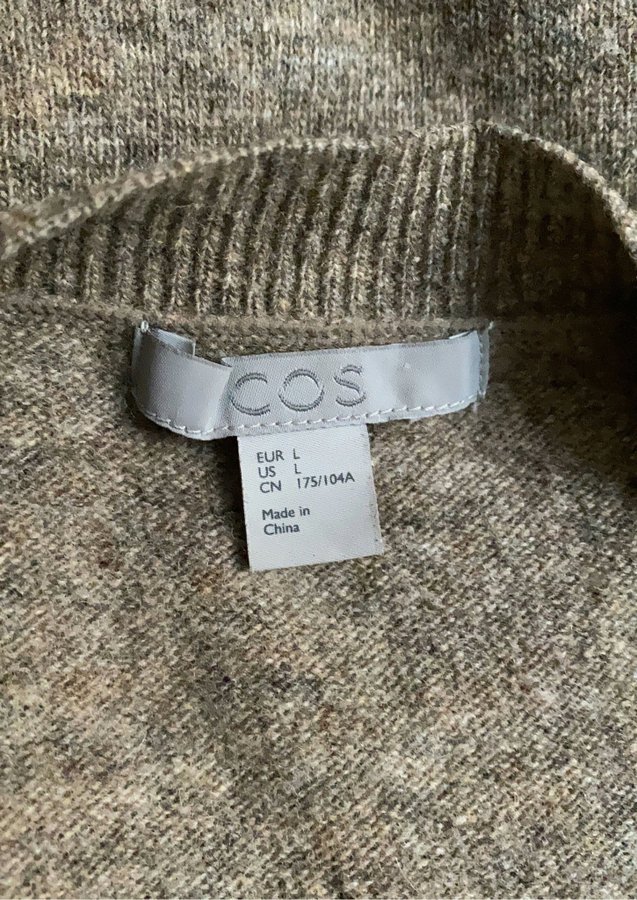 COS
EUR L
US L
CN 175/104A
Made in
China